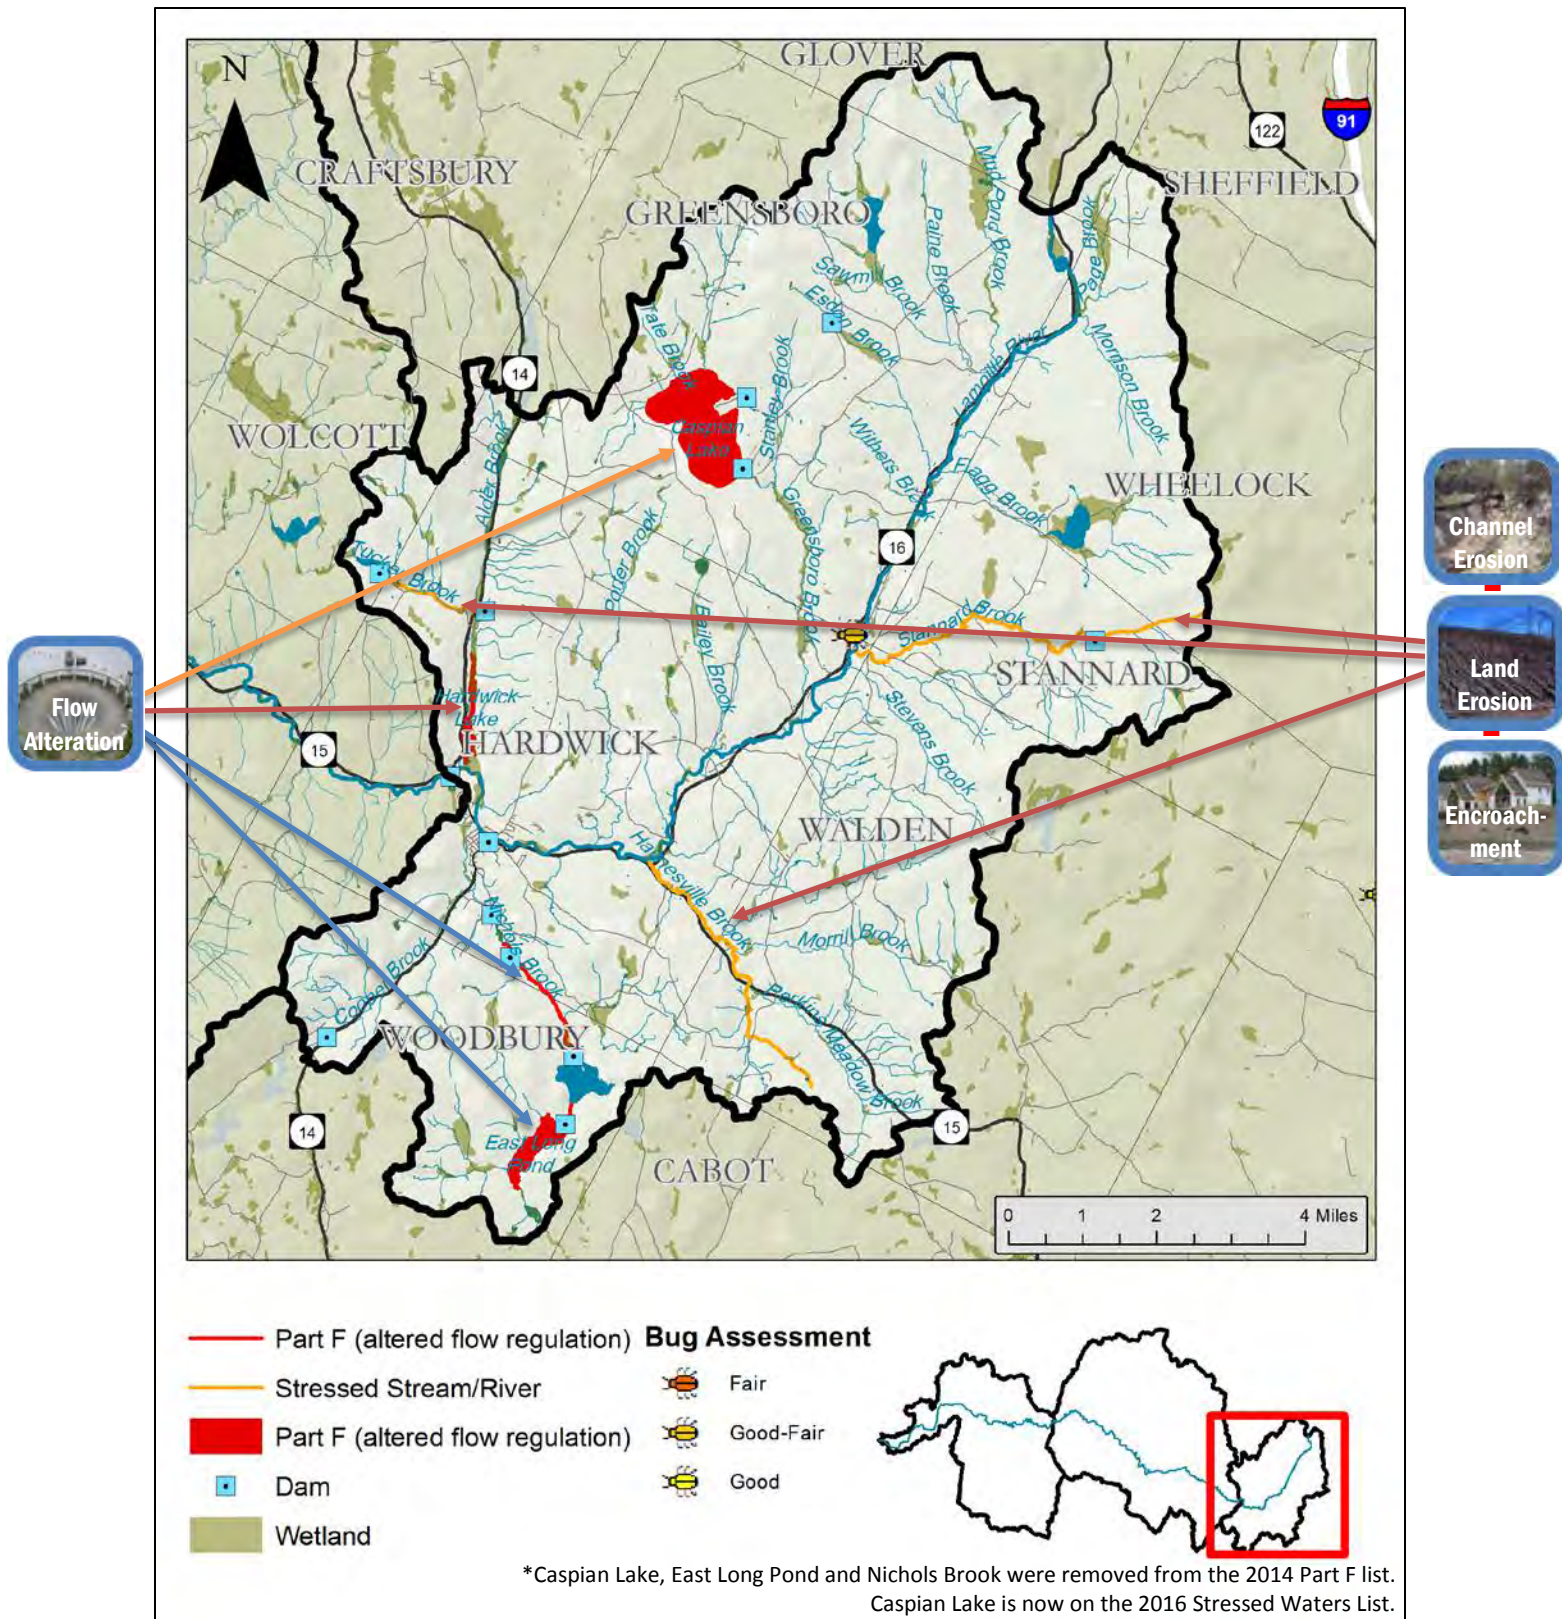 GLOVER
N
91
122
CRAFTSBURY
SHEFFIELD
GREENSBORO
Mud Pond Brook
Paine Brook
Page Brook
Sawmill Brook
Esdon Brook
Tate Brook
Lamoille River
Morrison Brook
14
Stanley Brook
Caspian
Lake
WOLCOTT
Alder Brook
Withers Brook
Flagg Brook
WHEELOCK
Channel
Erosion
Greensboro Brook
16
Tucker Brook
Porter Brook
Bailey Brook
Stannard Brook
STANNARD
Land
Erosion
Flow
Alteration
Hardwick
Lake
HARDWICK
15
Stevens Brook
Encroach-
ment
WALDEN
Haynesville Brook
Nichols Brook
Morrill Brook
Cooper Brook
WOODBURY
Perkins Meadow Brook
14
15
East Long
Pond
CABOT
0 1 2 4 Miles
Part F (altered flow regulation)
Stressed Stream/River
Part F (altered flow regulation)
Dam
Wetland
Bug Assessment
Fair
Good-Fair
Good
*Caspian Lake, East Long Pond and Nichols Brook were removed from the 2014 Part F list.
Caspian Lake is now on the 2016 Stressed Waters List.